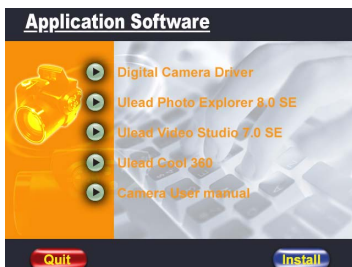 Application Software
Digital Camera Driver
Ulead Photo Explorer 8.0 SE
Ulead Video Studio 7.0 SE
Ulead Cool 360
Camera User manual
Quit
Install